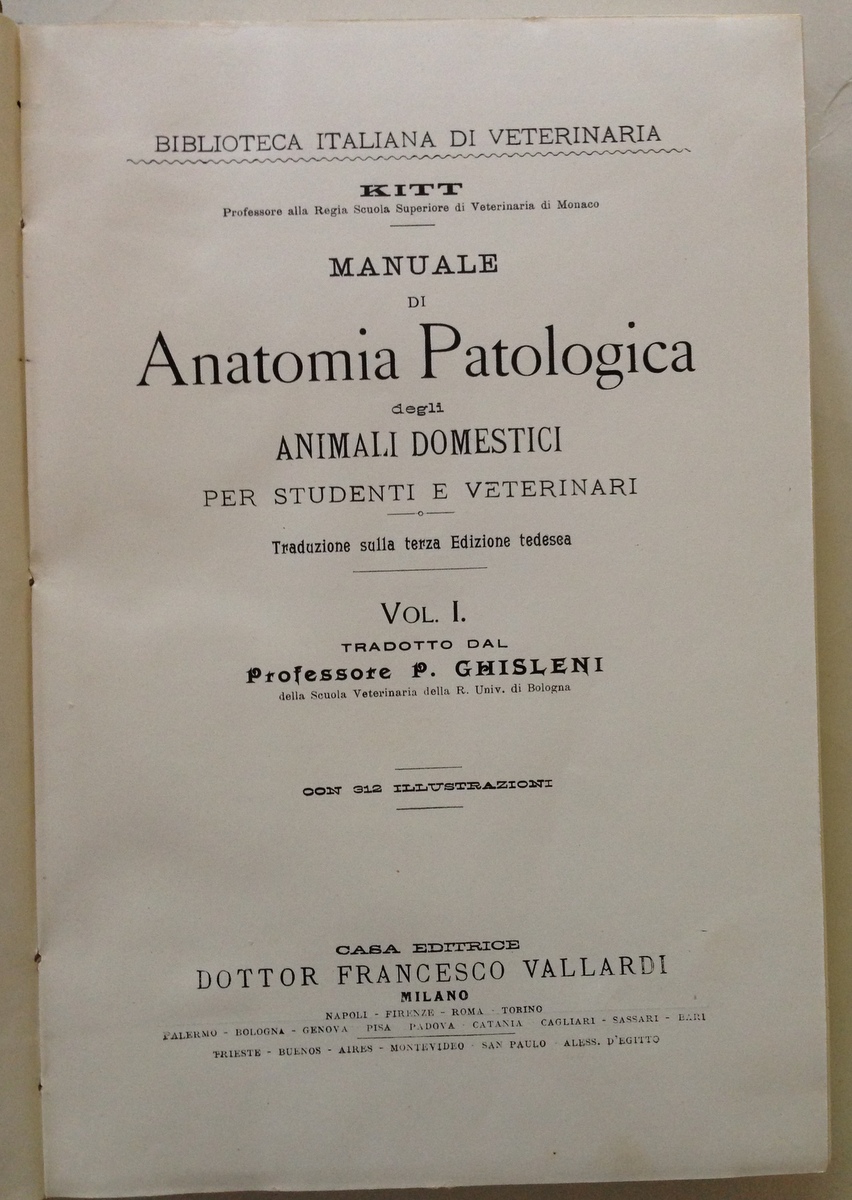 BIBLIOTECA ITALIANA DI VETERINARIA
KITT
Professore alla Regia Scuola Superiore di Veterinaria di Monaco
MANUALE
DI
Anatomia Patologica
degli
ANIMALI DOMESTICI
PER STUDENTI E VETERINARI
Traduzione sulla terza Edizione tedesca
VOL. I.
TRADOTTO DAL
Professore P. GHISLENI
della Scuola Veterinaria della R. Univ. di Bologna
CON 312 ILLUSTRAZIONI
CASA EDITRICE
DOTTOR FRANCESCO VALLARDI
MILANO
NAPOLI - FIRENZE - ROMA - TORINO
PALERMO - BOLOGNA - GENOVA PISA PADOVA - CATANIA CAGLIARI - SASSARI - BARI
TRIESTE - BUENOS - AIRES - MONTEVIDEO - SAN PAULO - ALESS. D'EGITTO